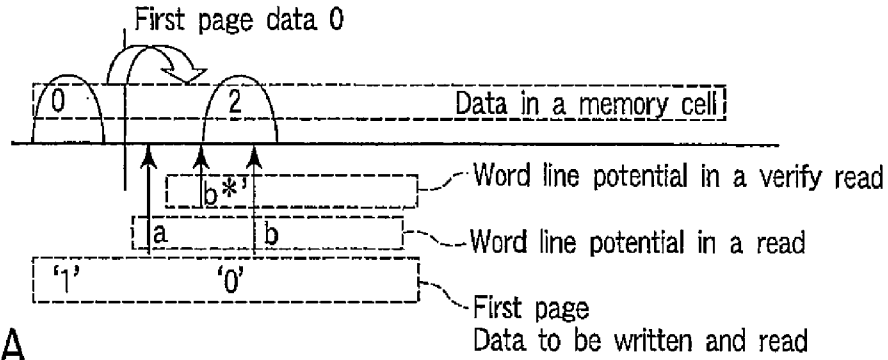 First page data 0
0 2 Data in a memory cell
b*' Word line potential in a verify read
a b Word line potential in a read
'1' '0'
First page
Data to be written and read
A